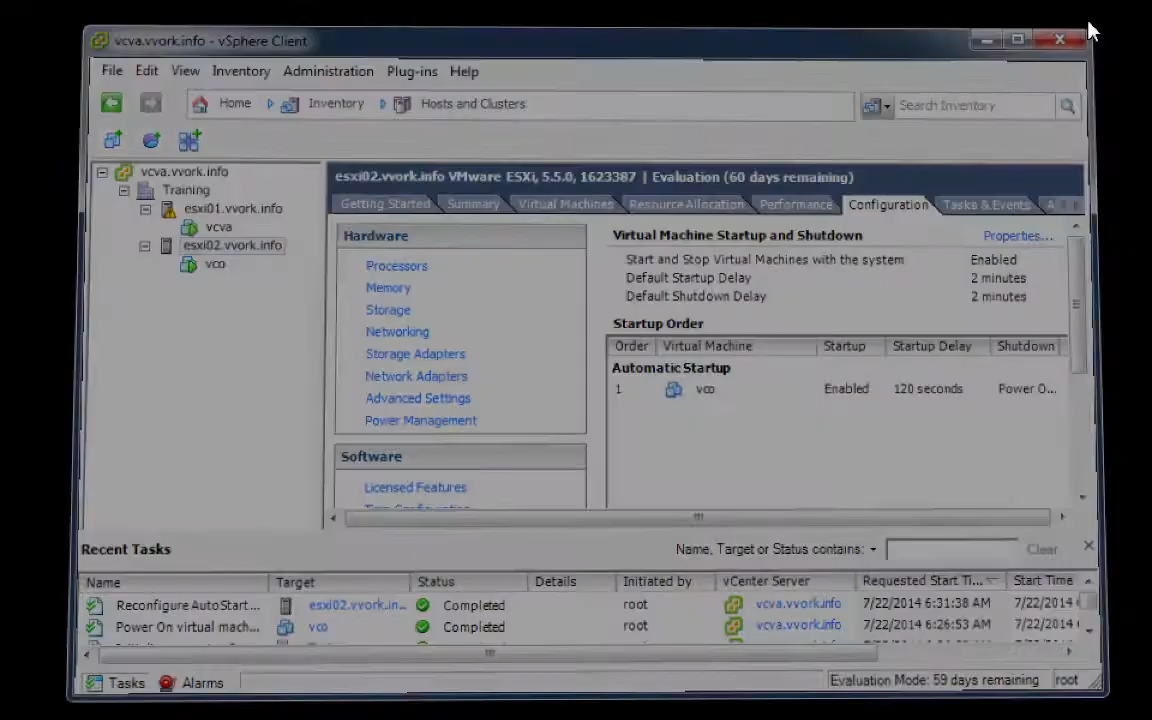 vcva.vvork.info - vSphere Client
File Edit View Inventory Administration Plug-ins Help
Home Inventory Hosts and Clusters Search Inventory
vcva.vvork.info
Training
esxi01.vvork.info
vcva
esxi02.vvork.info
vco
esxi02.vvork.info VMware ESXi, 5.5.0, 1623387 | Evaluation (60 days remaining)
Getting Started Summary Virtual Machines Resource Allocation Performance Configuration Tasks & Events A
Hardware
Processors
Memory
Storage
Networking
Storage Adapters
Network Adapters
Advanced Settings
Power Management
Software
Licensed Features
Virtual Machine Startup and Shutdown Properties...
Start and Stop Virtual Machines with the system Enabled
Default Startup Delay 2 minutes
Default Shutdown Delay 2 minutes
Startup Order
Order Virtual Machine Startup Startup Delay Shutdown
Automatic Startup
1 vco Enabled 120 seconds Power O...
Recent Tasks Name, Target or Status contains: Clear
Name Target Status Details Initiated by vCenter Server Requested Start Ti... Start Time
Reconfigure AutoStart... esxi02.vvork.in... Completed root vcva.vvork.info 7/22/2014 6:31:38 AM 7/22/2014
Power On virtual mach... vco Completed root vcva.vvork.info 7/22/2014 6:26:53 AM 7/22/2014
Tasks Alarms Evaluation Mode: 59 days remaining root